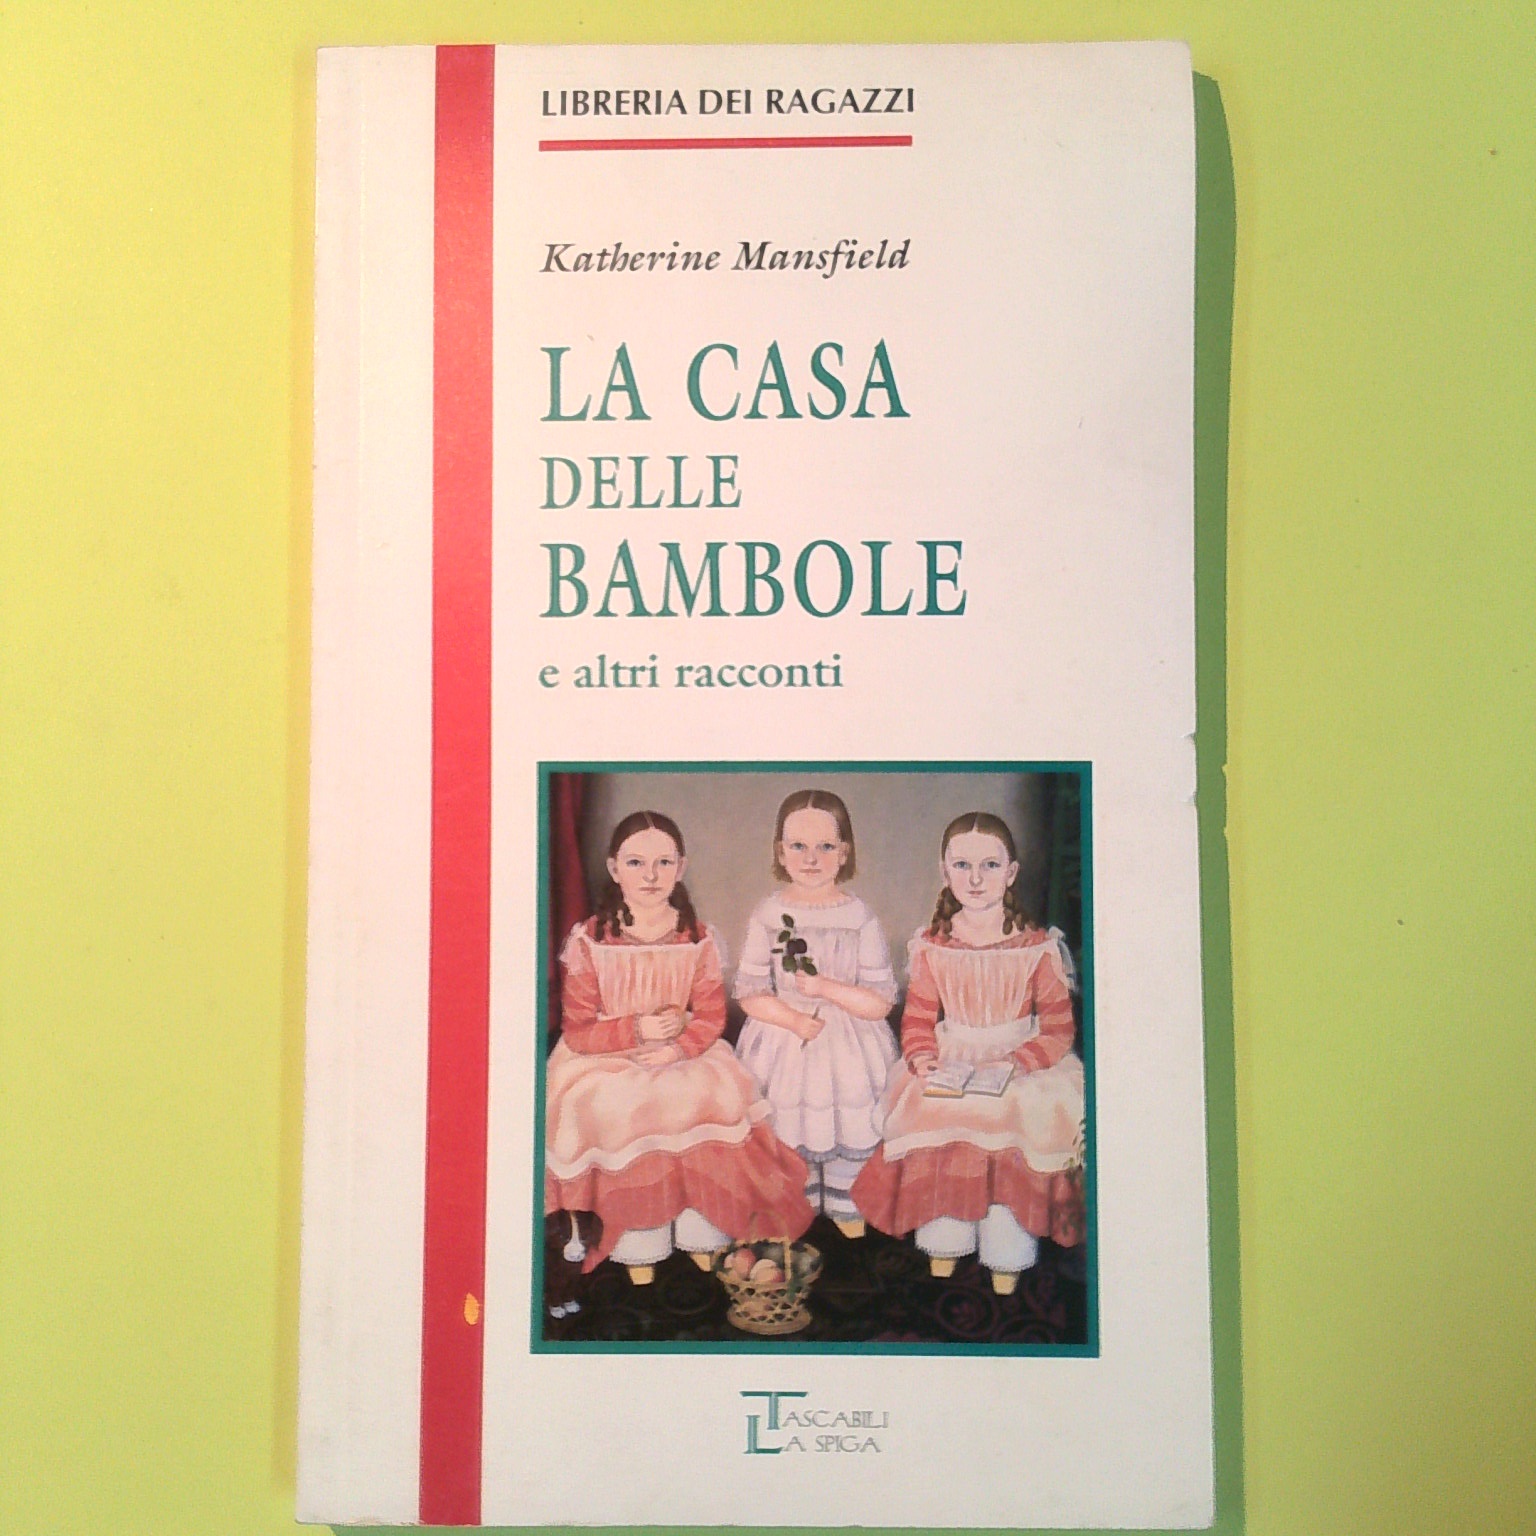 LIBRERIA DEI RAGAZZI
Katherine Mansfield
LA CASA
DELLE
BAMBOLE
e altri racconti
TASCABILI
LA SPIGA